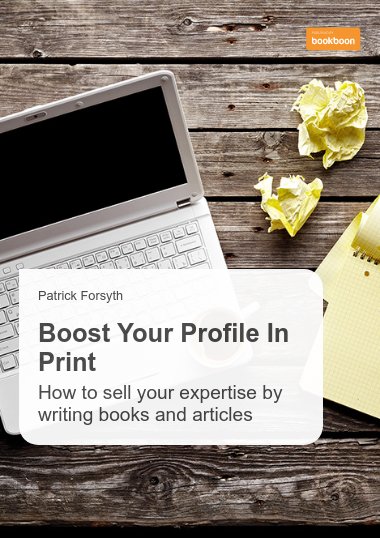 bookboon
Patrick Forsyth
Boost Your Profile In
Print
How to sell your expertise by
writing books and articles